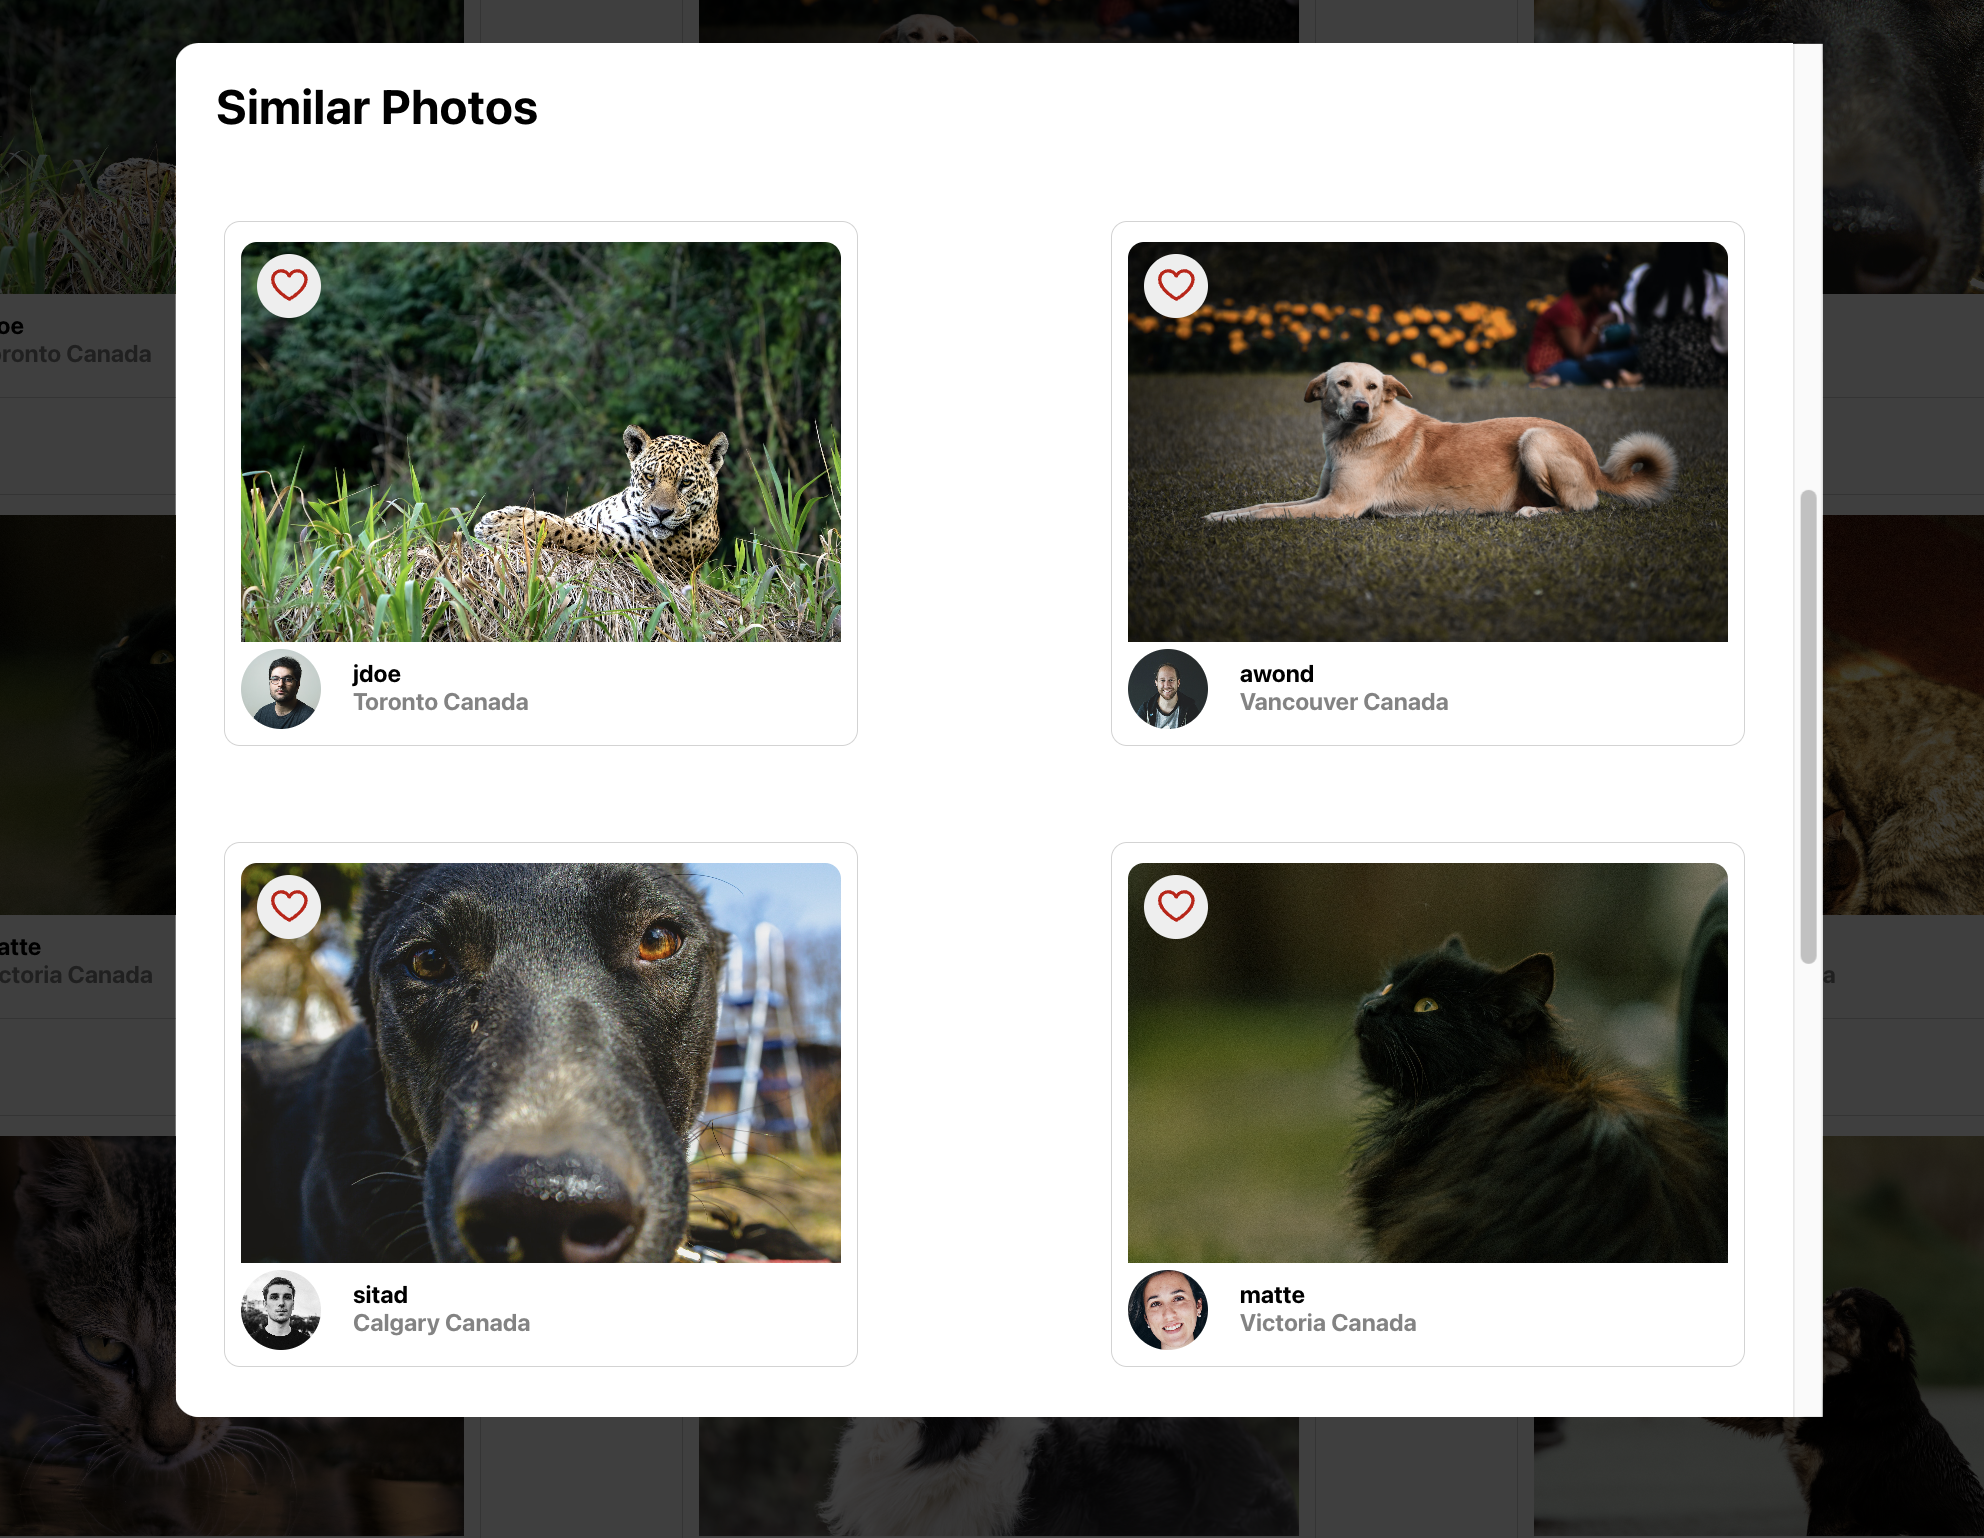 Similar Photos
jdoe
Toronto Canada
awond
Vancouver Canada
sitad
Calgary Canada
matte
Victoria Canada
oe
ronto Canada
atte
ctoria Canada
a